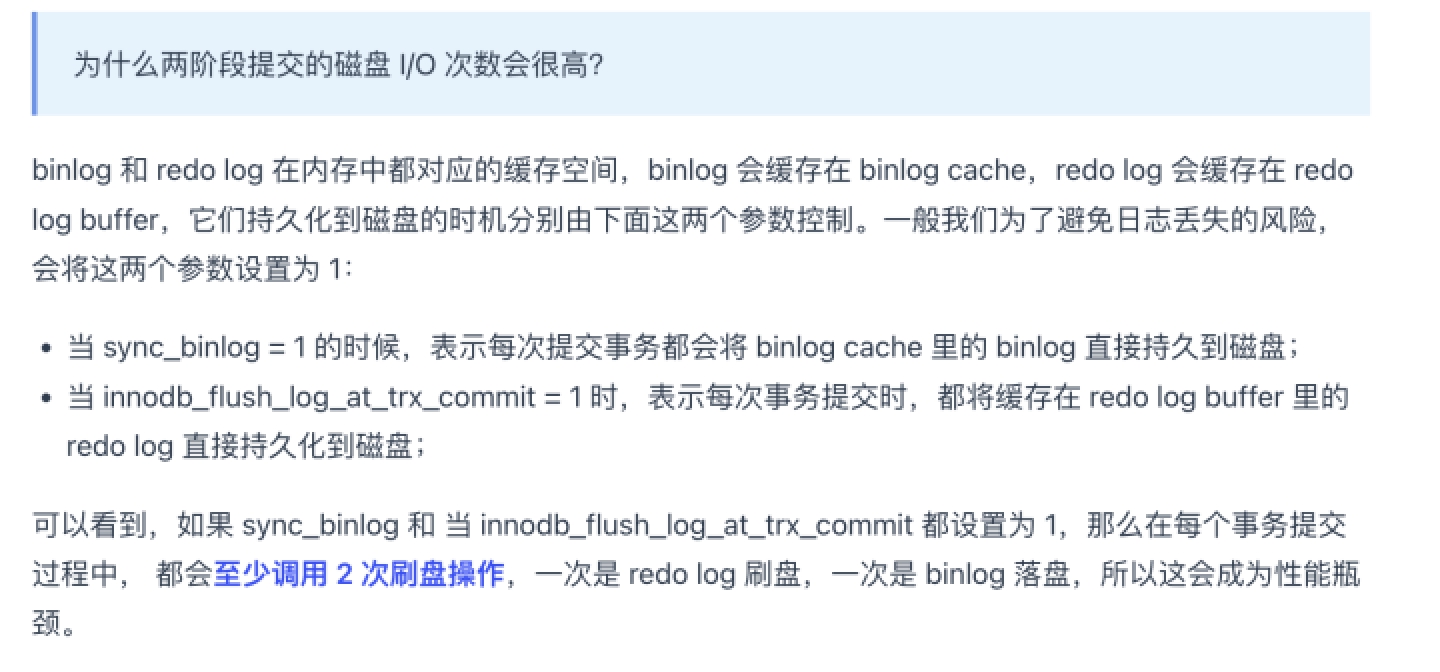 为什么两阶段提交的磁盘 I/O 次数会很高?
binlog 和 redo log 在内存中都对应的缓存空间，binlog 会缓存在 binlog cache，redo log 会缓存在 redo
log buffer，它们持久化到磁盘的时机分别由下面这两个参数控制。一般我们为了避免日志丢失的风险，
会将这两个参数设置为 1：
• 当 sync_binlog = 1 的时候，表示每次提交事务都会将 binlog cache 里的 binlog 直接持久到磁盘；
• 当 innodb_flush_log_at_trx_commit = 1 时，表示每次事务提交时，都将缓存在 redo log buffer 里的
redo log 直接持久化到磁盘；
可以看到，如果 sync_binlog 和 当 innodb_flush_log_at_trx_commit 都设置为 1，那么在每个事务提交
过程中， 都会至少调用 2 次刷盘操作，一次是 redo log 刷盘，一次是 binlog 落盘，所以这会成为性能瓶
颈。